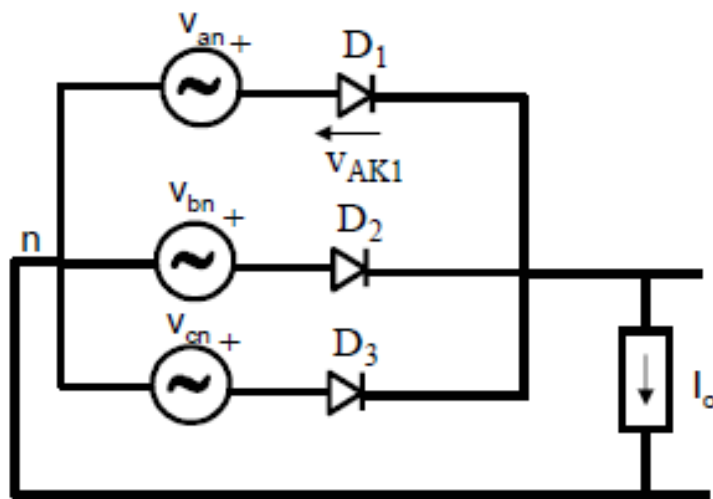 v_an +
D_1
v_AK1
v_bn +
D_2
n
v_cn +
D_3
I_o